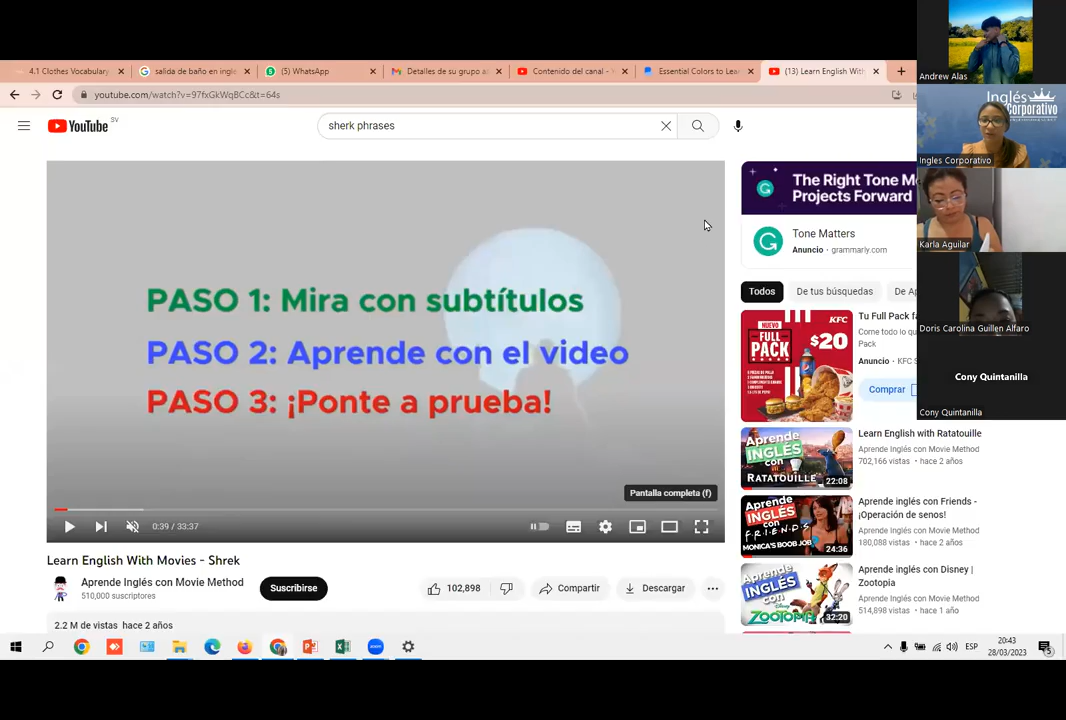 4.1 Clothes Vocabulary
salida de baño en ingle
(5) WhatsApp
Detalles de su grupo as
Contenido del canal -
Essential Colors to Lear
(13) Learn English With
youtube.com/watch?v=97fxGkWqBCc&t=64s
YouTube SV
sherk phrases
PASO 1: Mira con subtítulos
PASO 2: Aprende con el video
PASO 3: ¡Ponte a prueba!
Pantalla completa (f)
0:39 / 33:37
Learn English With Movies - Shrek
Aprende Inglés con Movie Method
510,000 suscriptores
Suscribirse
102,898
Compartir
Descargar
2.2 M de vistas hace 2 años
The Right Tone M
Projects Forward
Tone Matters
Anuncio · grammarly.com
Todos
De tus búsquedas
De Ap
NUEVO
FULL
PACK
$20
KFC
Tu Full Pack fa
Come todo lo qu
Pack
Anuncio · KFC S
Comprar
Aprende
INGLÉS
con
RATATOUILLE
22:08
Learn English with Ratatouille
Aprende Inglés con Movie Method
702,166 vistas • hace 2 años
Aprende
INGLÉS
con
FRIENDS
MONICA'S BOOB JOB
24:36
Aprende inglés con Friends -
¡Operación de senos!
Aprende Inglés con Movie Method
180,088 vistas • hace 2 años
Aprende
INGLÉS
con
ZOOTOPIA
32:20
Aprende inglés con Disney |
Zootopia
Aprende Inglés con Movie Method
514,898 vistas • hace 1 año
Andrew Alas
Inglés
Corporativo
Ingles Corporativo
Karla Aguilar
Doris Carolina Guillen Alfaro
Cony Quintanilla
Cony Quintanilla
zoom
ESP
20:43
28/03/2023
5